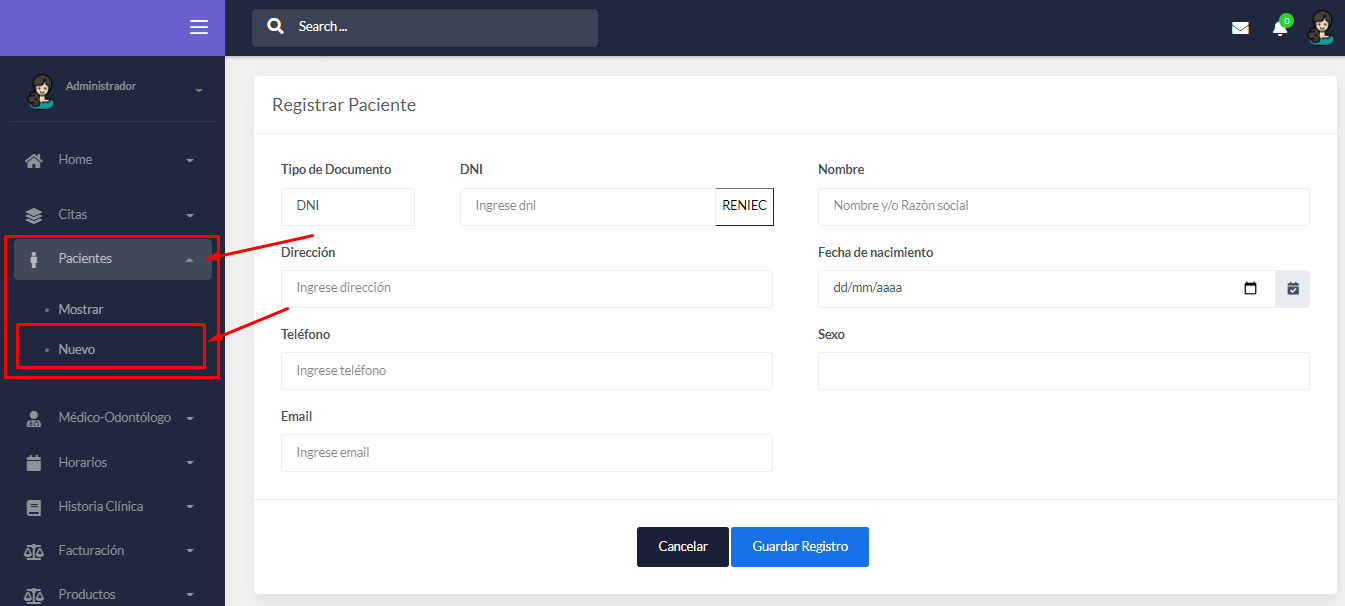 Search...
0
Administrador
Home
Citas
Pacientes
Mostrar
Nuevo
Médico-Odontólogo
Horarios
Historia Clínica
Facturación
Productos
Registrar Paciente
Tipo de Documento
DNI
DNI
Ingrese dni
RENIEC
Nombre
Nombre y/o Razòn social
Dirección
Ingrese dirección
Fecha de nacimiento
dd/mm/aaaa
Teléfono
Ingrese teléfono
Sexo
Email
Ingrese email
Cancelar
Guardar Registro